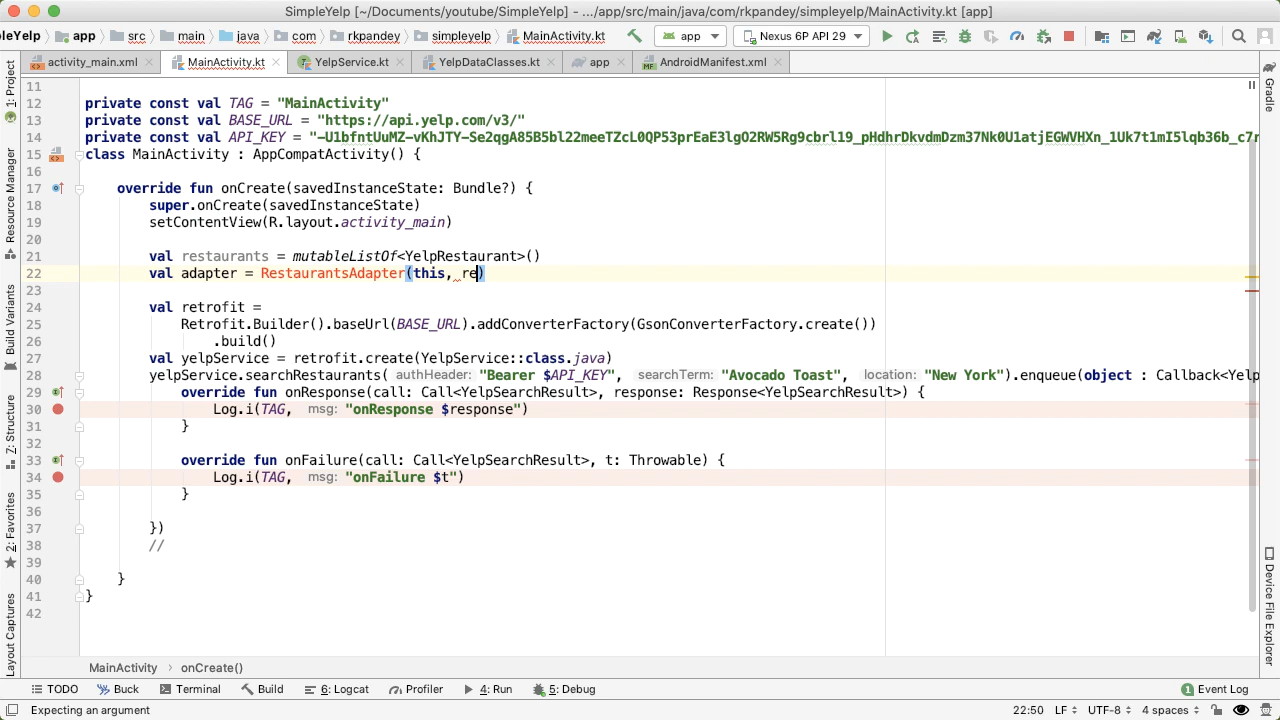 SimpleYelp [~/Documents/youtube/SimpleYelp] - .../app/src/main/java/com/rkpandey/simpleyelp/MainActivity.kt [app]
leYelp app src main java com rkpandey simpleyelp MainActivity.kt app Nexus 6P API 29
activity_main.xml MainActivity.kt YelpService.kt YelpDataClasses.kt app AndroidManifest.xml
11
12 private const val TAG = "MainActivity"
13 private const val BASE_URL = "https://api.yelp.com/v3/"
14 private const val API_KEY =
15 class MainActivity : AppCompatActivity() {
16
17 override fun onCreate(savedInstanceState: Bundle?) {
18 super.onCreate(savedInstanceState)
19 setContentView(R.layout.activity_main)
20
21 val restaurants = mutableListOf<YelpRestaurant>()
22 val adapter = RestaurantsAdapter(this, re)
23
24 val retrofit =
25 Retrofit.Builder().baseUrl(BASE_URL).addConverterFactory(GsonConverterFactory.create())
26 .build()
27 val yelpService = retrofit.create(YelpService::class.java)
28 yelpService.searchRestaurants( authHeader: "Bearer $API_KEY", searchTerm: "Avocado Toast", location: "New York").enqueue(object : Callback<Yelp
29 override fun onResponse(call: Call<YelpSearchResult>, response: Response<YelpSearchResult>) {
30 Log.i(TAG, msg: "onResponse $response")
31 }
32
33 override fun onFailure(call: Call<YelpSearchResult>, t: Throwable) {
34 Log.i(TAG, msg: "onFailure $t")
35 }
36
37 })
38 //
39
40 }
41 }
42
1: Project
Resource Manager
Build Variants
Z: Structure
2: Favorites
Layout Captures
Gradle
Device File Explorer
MainActivity › onCreate()
TODO Buck Terminal Build 6: Logcat Profiler 4: Run 5: Debug 1 Event Log
Expecting an argument 22:50 LF UTF-8 4 spaces